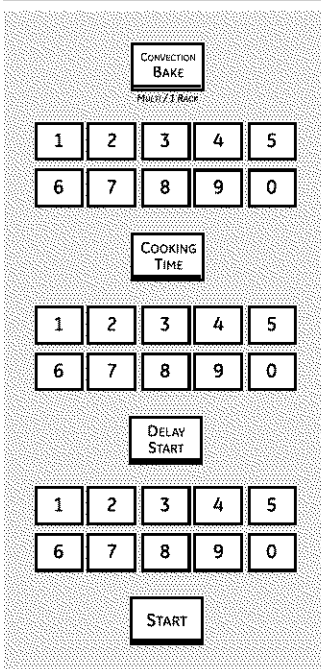 CONVECTION
BAKE
MULTI / 1 RACK
1 2 3 4 5
6 7 8 9 0
COOKING
TIME
1 2 3 4 5
6 7 8 9 0
DELAY
START
1 2 3 4 5
6 7 8 9 0
START